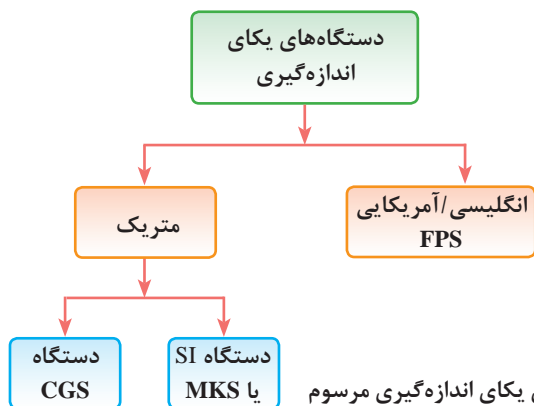 دستگاه‌های یکای
اندازه‌گیری
انگلیسی/آمریکایی
FPS
متریک
دستگاه SI
یا MKS
دستگاه
CGS
یکای اندازه‌گیری مرسوم